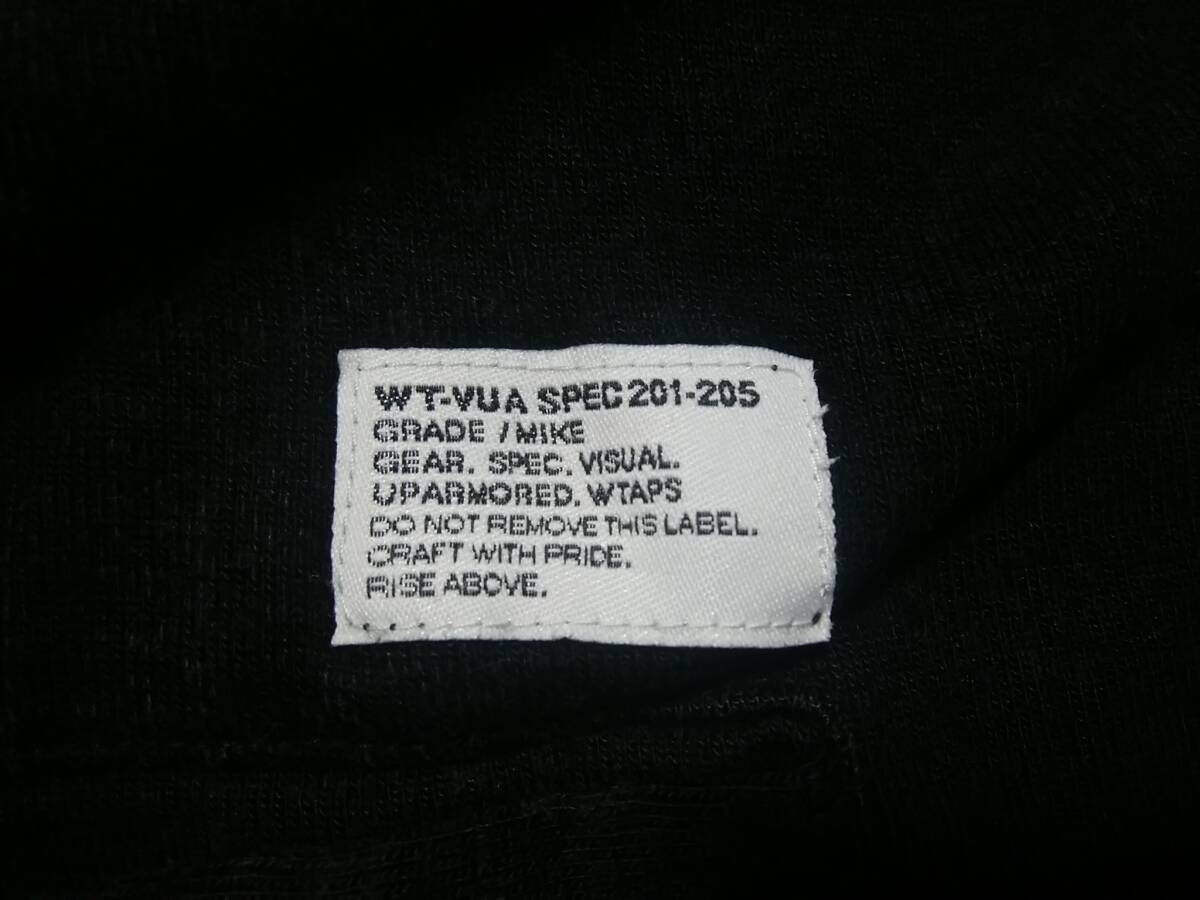 WT-VUA SPEC 201-205
GRADE / MIKE
GEAR. SPEC. VISUAL.
UPARMORED. WTAPS
DO NOT REMOVE THIS LABEL.
CRAFT WITH PRIDE.
RISE ABOVE.